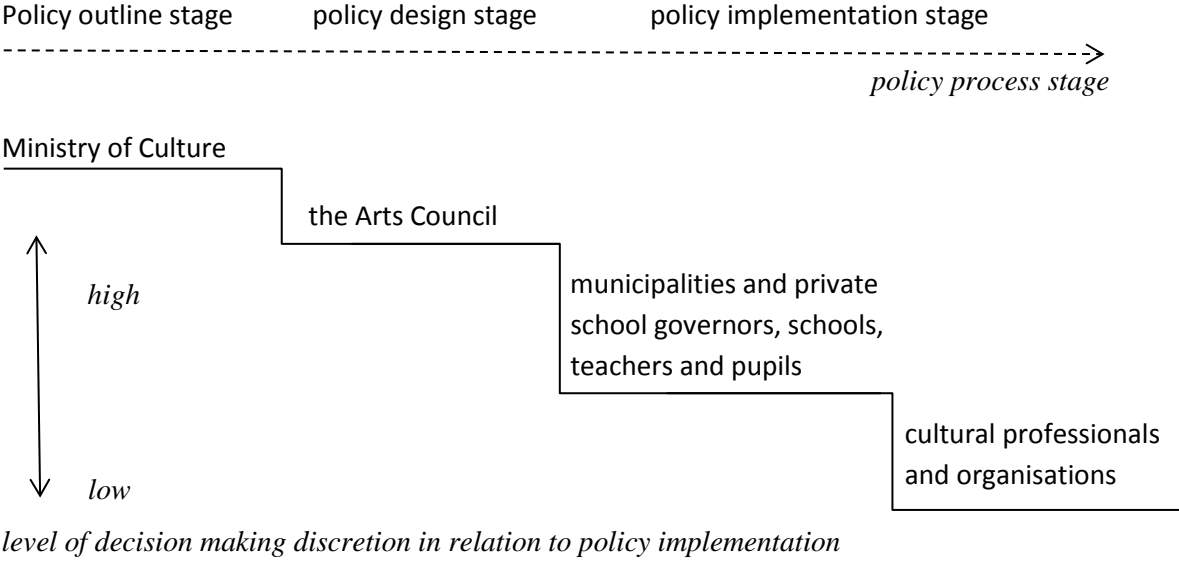 Policy outline stage policy design stage policy implementation stage
policy process stage
Ministry of Culture
the Arts Council
high
municipalities and private
school governors, schools,
teachers and pupils
cultural professionals
and organisations
low
level of decision making discretion in relation to policy implementation